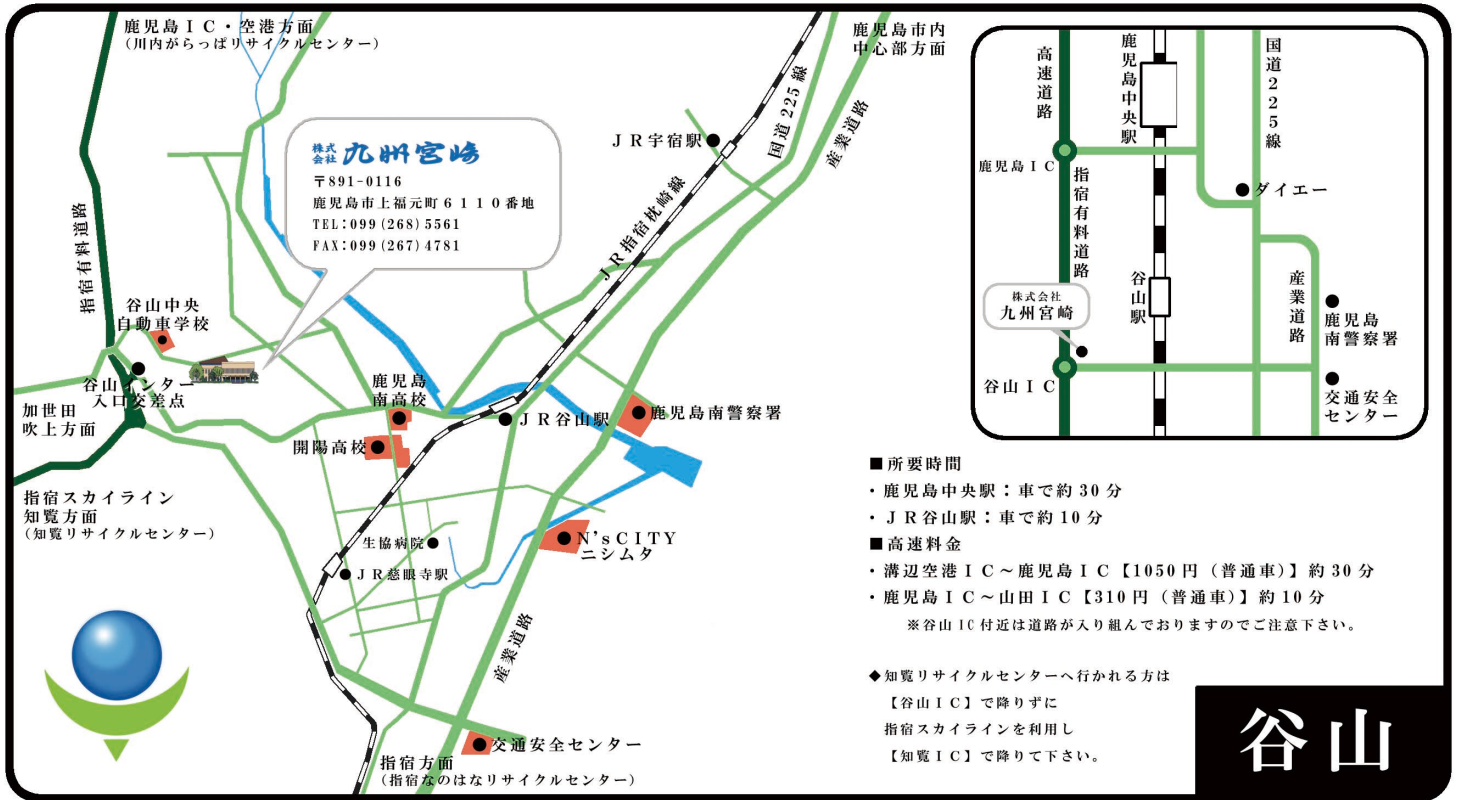 鹿児島IC・空港方面
(川内がらっぱリサイクルセンター)
鹿児島市内
中心部方面
国道225線
産業道路
JR宇宿駅
JR指宿枕崎線
株式会社 九州宮崎
〒891-0116
鹿児島市上福元町6110番地
TEL:099(268)5561
FAX:099(267)4781
指宿有料道路
谷山中央
自動車学校
谷山インター
入口交差点
加世田
吹上方面
鹿児島
南高校
開陽高校
JR谷山駅
鹿児島南警察署
指宿スカイライン
知覧方面
(知覧リサイクルセンター)
生協病院
JR慈眼寺駅
N'sCITY
ニシムタ
産業道路
交通安全センター
指宿方面
(指宿なのはなリサイクルセンター)
高速道路
鹿児島中央駅
国道225線
鹿児島IC
指宿有料道路
ダイエー
谷山駅
産業道路
株式会社
九州宮崎
鹿児島
南警察署
谷山IC
交通安全
センター
■所要時間
・鹿児島中央駅：車で約30分
・JR谷山駅：車で約10分
■高速料金
・溝辺空港IC～鹿児島IC【1050円（普通車）】約30分
・鹿児島IC～山田IC【310円（普通車）】約10分
※谷山IC付近は道路が入り組んでおりますのでご注意下さい。
◆知覧リサイクルセンターへ行かれる方は
【谷山IC】で降りずに
指宿スカイラインを利用し
【知覧IC】で降りて下さい。
谷山